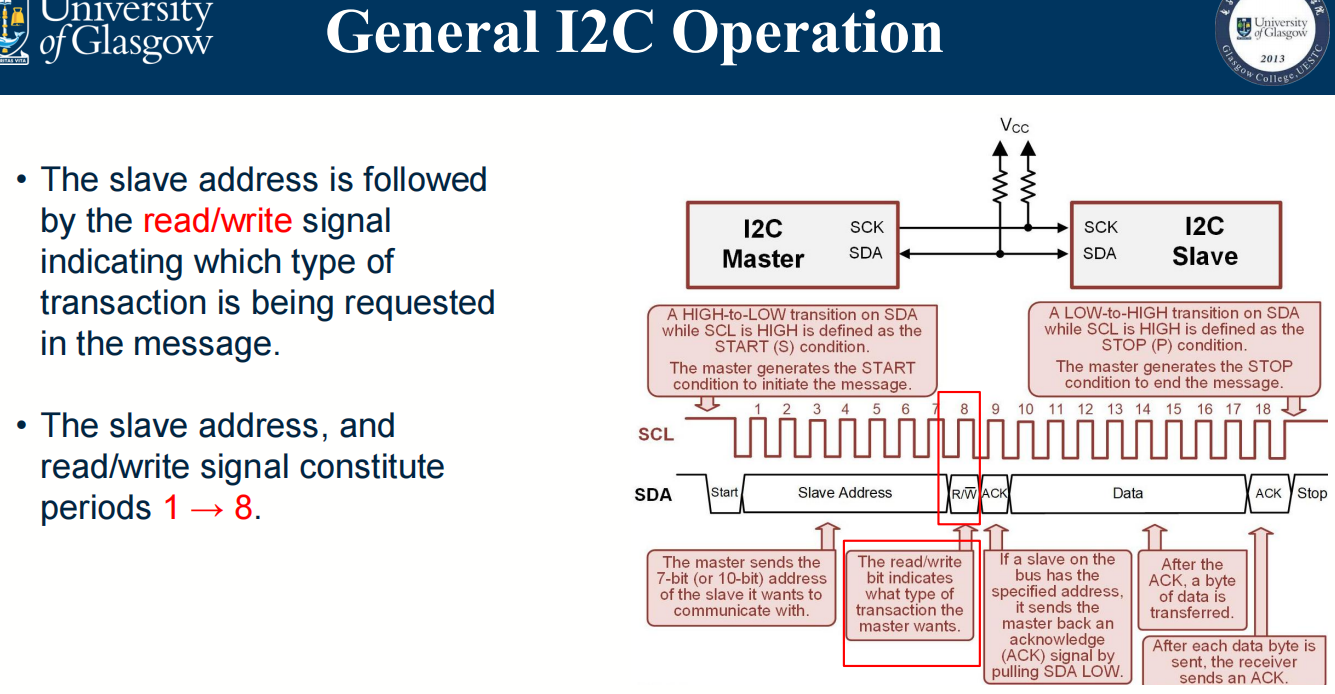 University
of Glasgow
General I2C Operation
University
of Glasgow
2013
Glasgow College, UESTC
• The slave address is followed
by the read/write signal
indicating which type of
transaction is being requested
in the message.
• The slave address, and
read/write signal constitute
periods 1 → 8.
VCC
I2C
Master
SCK
SDA
SCK
SDA
I2C
Slave
A HIGH-to-LOW transition on SDA
while SCL is HIGH is defined as the
START (S) condition.
The master generates the START
condition to initiate the message.
A LOW-to-HIGH transition on SDA
while SCL is HIGH is defined as the
STOP (P) condition.
The master generates the STOP
condition to end the message.
1 2 3 4 5 6 7 8 9 10 11 12 13 14 15 16 17 18
SCL
SDA
Start Slave Address R/W̅ ACK Data ACK Stop
The master sends the
7-bit (or 10-bit) address
of the slave it wants to
communicate with.
The read/write
bit indicates
what type of
transaction the
master wants.
If a slave on the
bus has the
specified address,
it sends the
master back an
acknowledge
(ACK) signal by
pulling SDA LOW.
After the
ACK, a byte
of data is
transferred.
After each data byte is
sent, the receiver
sends an ACK.